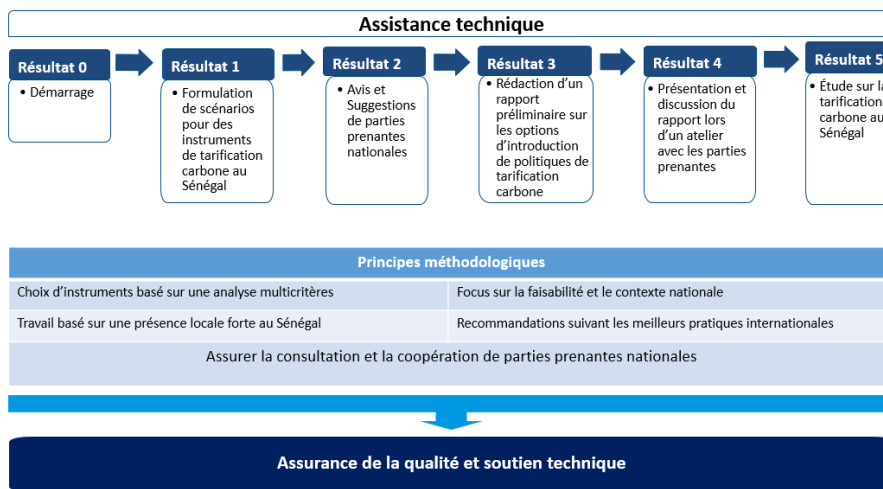 Assistance technique
Résultat 0
• Démarrage
Résultat 1
• Formulation
de scénarios
pour des
instruments
de tarification
carbone au
Sénégal
Résultat 2
• Avis et
Suggestions
de parties
prenantes
nationales
Résultat 3
• Rédaction d'un
rapport
préliminaire sur
les options
d'introduction
de politiques de
tarification
carbone
Résultat 4
• Présentation et
discussion du
rapport lors
d'un atelier
avec les parties
prenantes
Résultat 5
• Étude sur la
tarification
carbone au
Sénégal
Principes méthodologiques
Choix d'instruments basé sur une analyse multicritères
Focus sur la faisabilité et le contexte nationale
Travail basé sur une présence locale forte au Sénégal
Recommandations suivant les meilleurs pratiques internationales
Assurer la consultation et la coopération de parties prenantes nationales
Assurance de la qualité et soutien technique